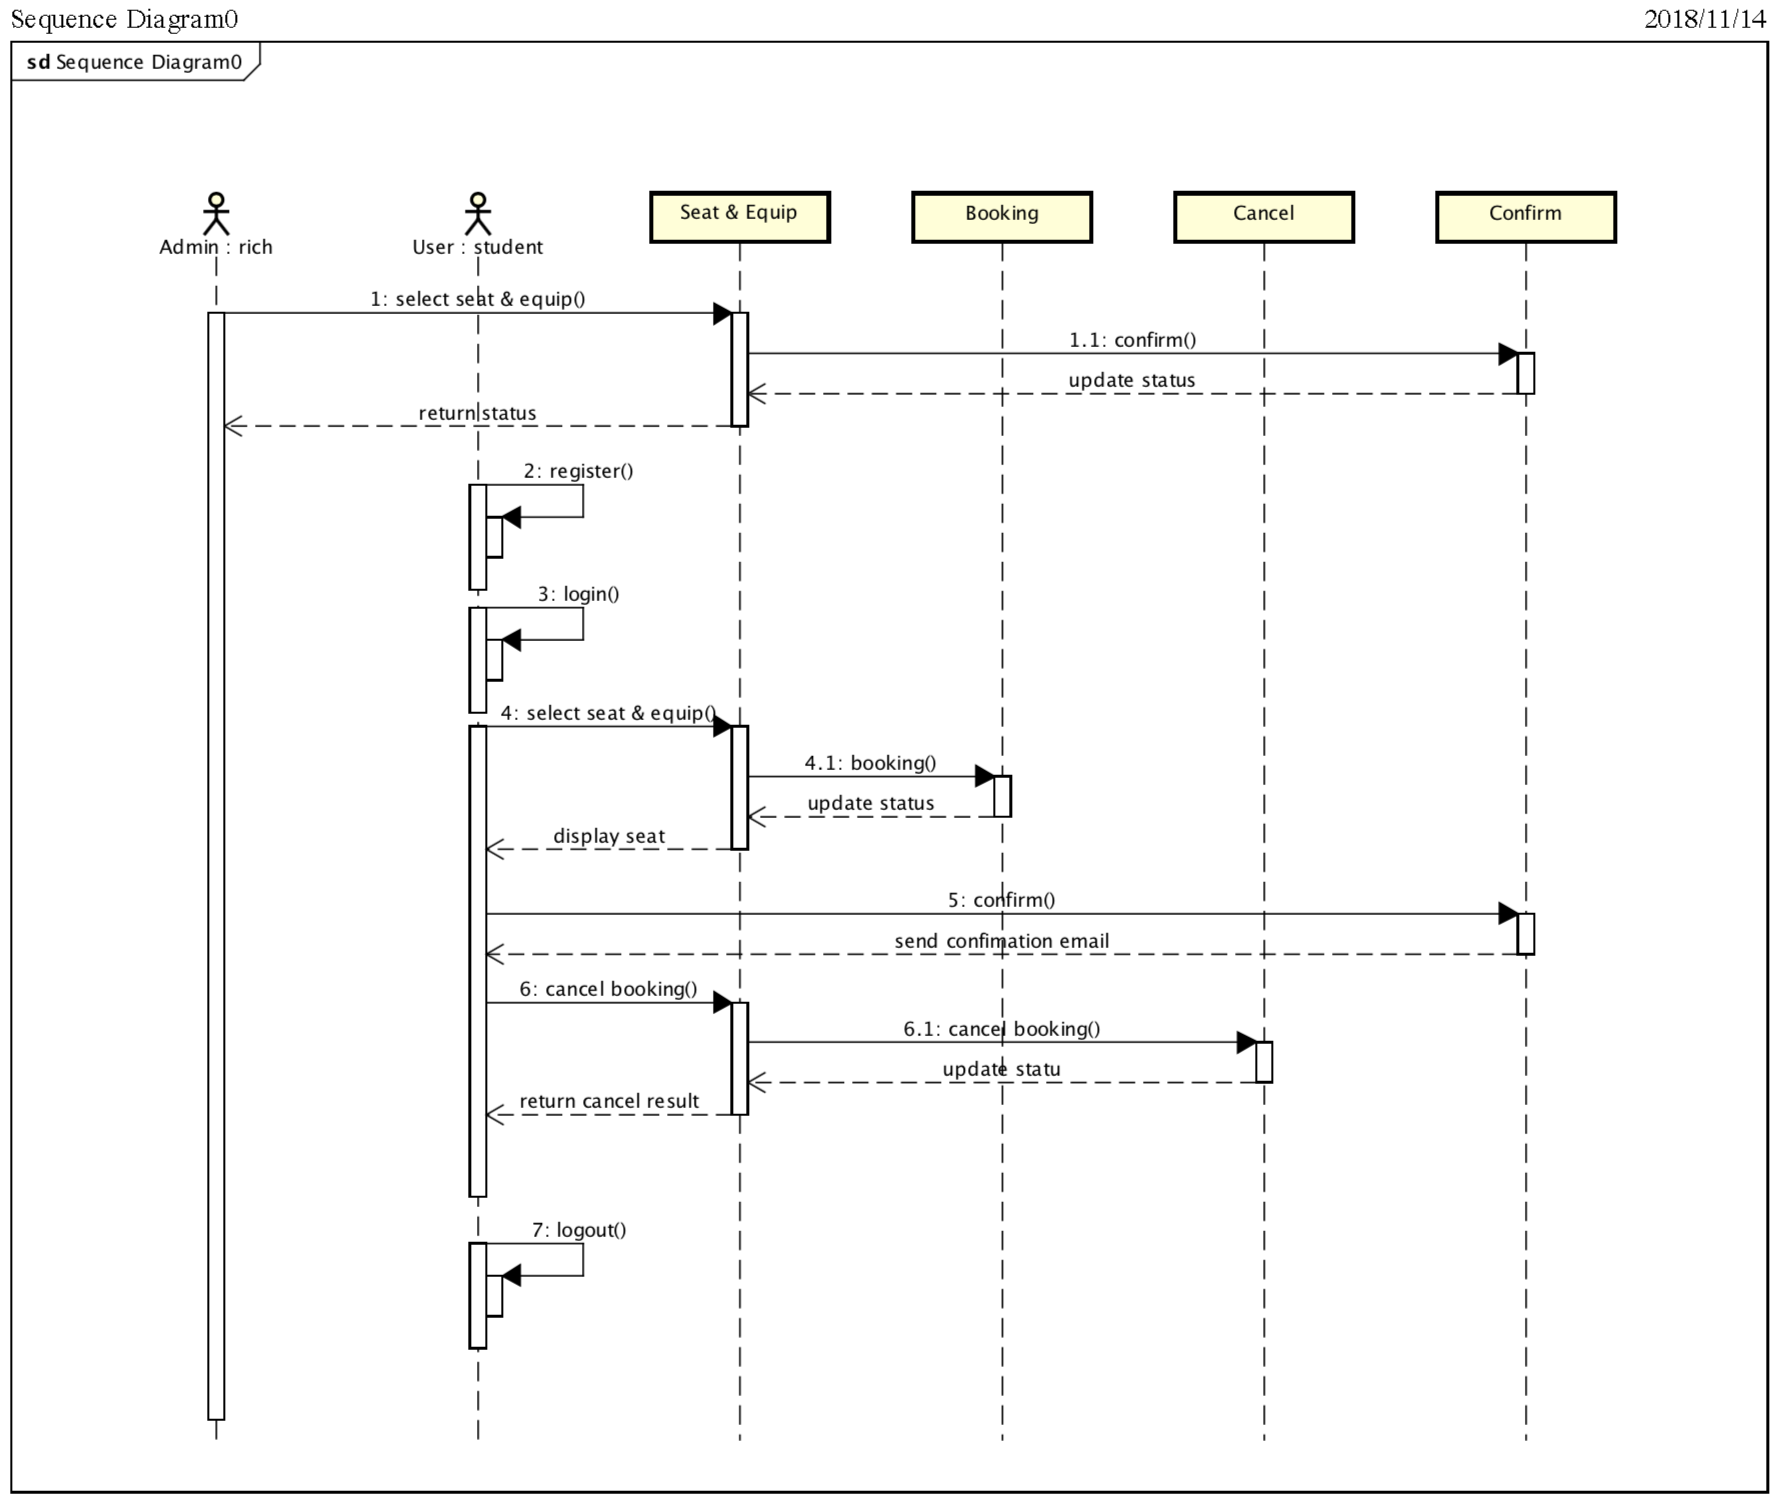 Sequence Diagram0
2018/11/14
sd Sequence Diagram0
Admin : rich
User : student
Seat & Equip
Booking
Cancel
Confirm
1: select seat & equip()
1.1: confirm()
update status
return status
2: register()
3: login()
4: select seat & equip()
4.1: booking()
update status
display seat
5: confirm()
send confimation email
6: cancel booking()
6.1: cancel booking()
update statu
return cancel result
7: logout()